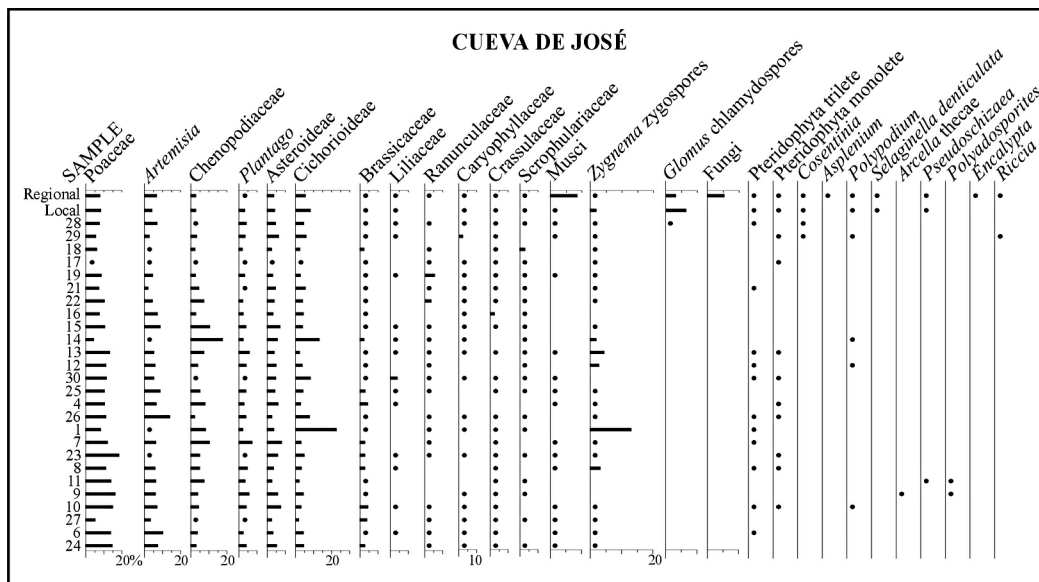 CUEVA DE JOSÉ
SAMPLE
Poaceae
Artemisia
Chenopodiaceae
Plantago
Asteroideae
Cichorioideae
Brassicaceae
Liliaceae
Ranunculaceae
Caryophyllaceae
Crassulaceae
Scrophulariaceae
Musci
Zygnema zygospores
Glomus chlamydospores
Fungi
Pteridophyta trilete
Pteridophyta monolete
Cosentinia
Asplenium
Polypodium
Selaginella denticulata
Arcella thecae
Pseudoschizaea
Polyadosporites
Encalypta
Riccia
Regional
Local
28
29
18
17
19
21
22
16
15
14
13
12
30
25
4
26
1
7
23
8
11
9
10
27
6
24
20% 20 20 20 10 20